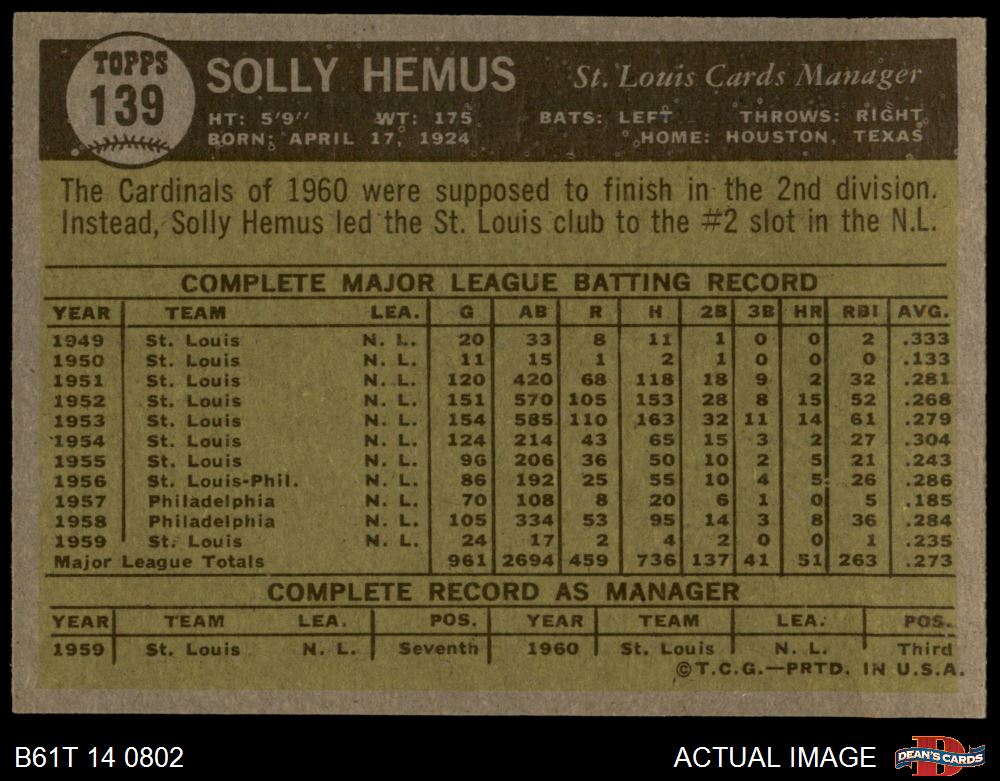 TOPPS
139
SOLLY HEMUS St. Louis Cards Manager
HT: 5'9" WT: 175 BATS: LEFT THROWS: RIGHT
BORN: APRIL 17, 1924 HOME: HOUSTON, TEXAS
The Cardinals of 1960 were supposed to finish in the 2nd division.
Instead, Solly Hemus led the St. Louis club to the #2 slot in the N.L.
COMPLETE MAJOR LEAGUE BATTING RECORD
YEAR TEAM LEA. G AB R H 2B 3B HR RBI AVG.
1949 St. Louis N. L. 20 33 8 11 1 0 0 2 .333
1950 St. Louis N. L. 11 15 1 2 1 0 0 0 .133
1951 St. Louis N. L. 120 420 68 118 18 9 2 32 .281
1952 St. Louis N. L. 151 570 105 153 28 8 15 52 .268
1953 St. Louis N. L. 154 585 110 163 32 11 14 61 .279
1954 St. Louis N. L. 124 214 43 65 15 3 2 27 .304
1955 St. Louis N. L. 96 206 36 50 10 2 5 21 .243
1956 St. Louis-Phil. N. L. 86 192 25 55 10 4 5 26 .286
1957 Philadelphia N. L. 70 108 8 20 6 1 0 5 .185
1958 Philadelphia N. L. 105 334 53 95 14 3 8 36 .284
1959 St. Louis N. L. 24 17 2 4 2 0 0 1 .235
Major League Totals 961 2694 459 736 137 41 51 263 .273
COMPLETE RECORD AS MANAGER
YEAR TEAM LEA. POS. YEAR TEAM LEA. POS.
1959 St. Louis N. L. Seventh 1960 St. Louis N. L. Third
©T.C.G.—PRTD. IN U.S.A.
B61T 14 0802 ACTUAL IMAGE DEAN'S CARDS